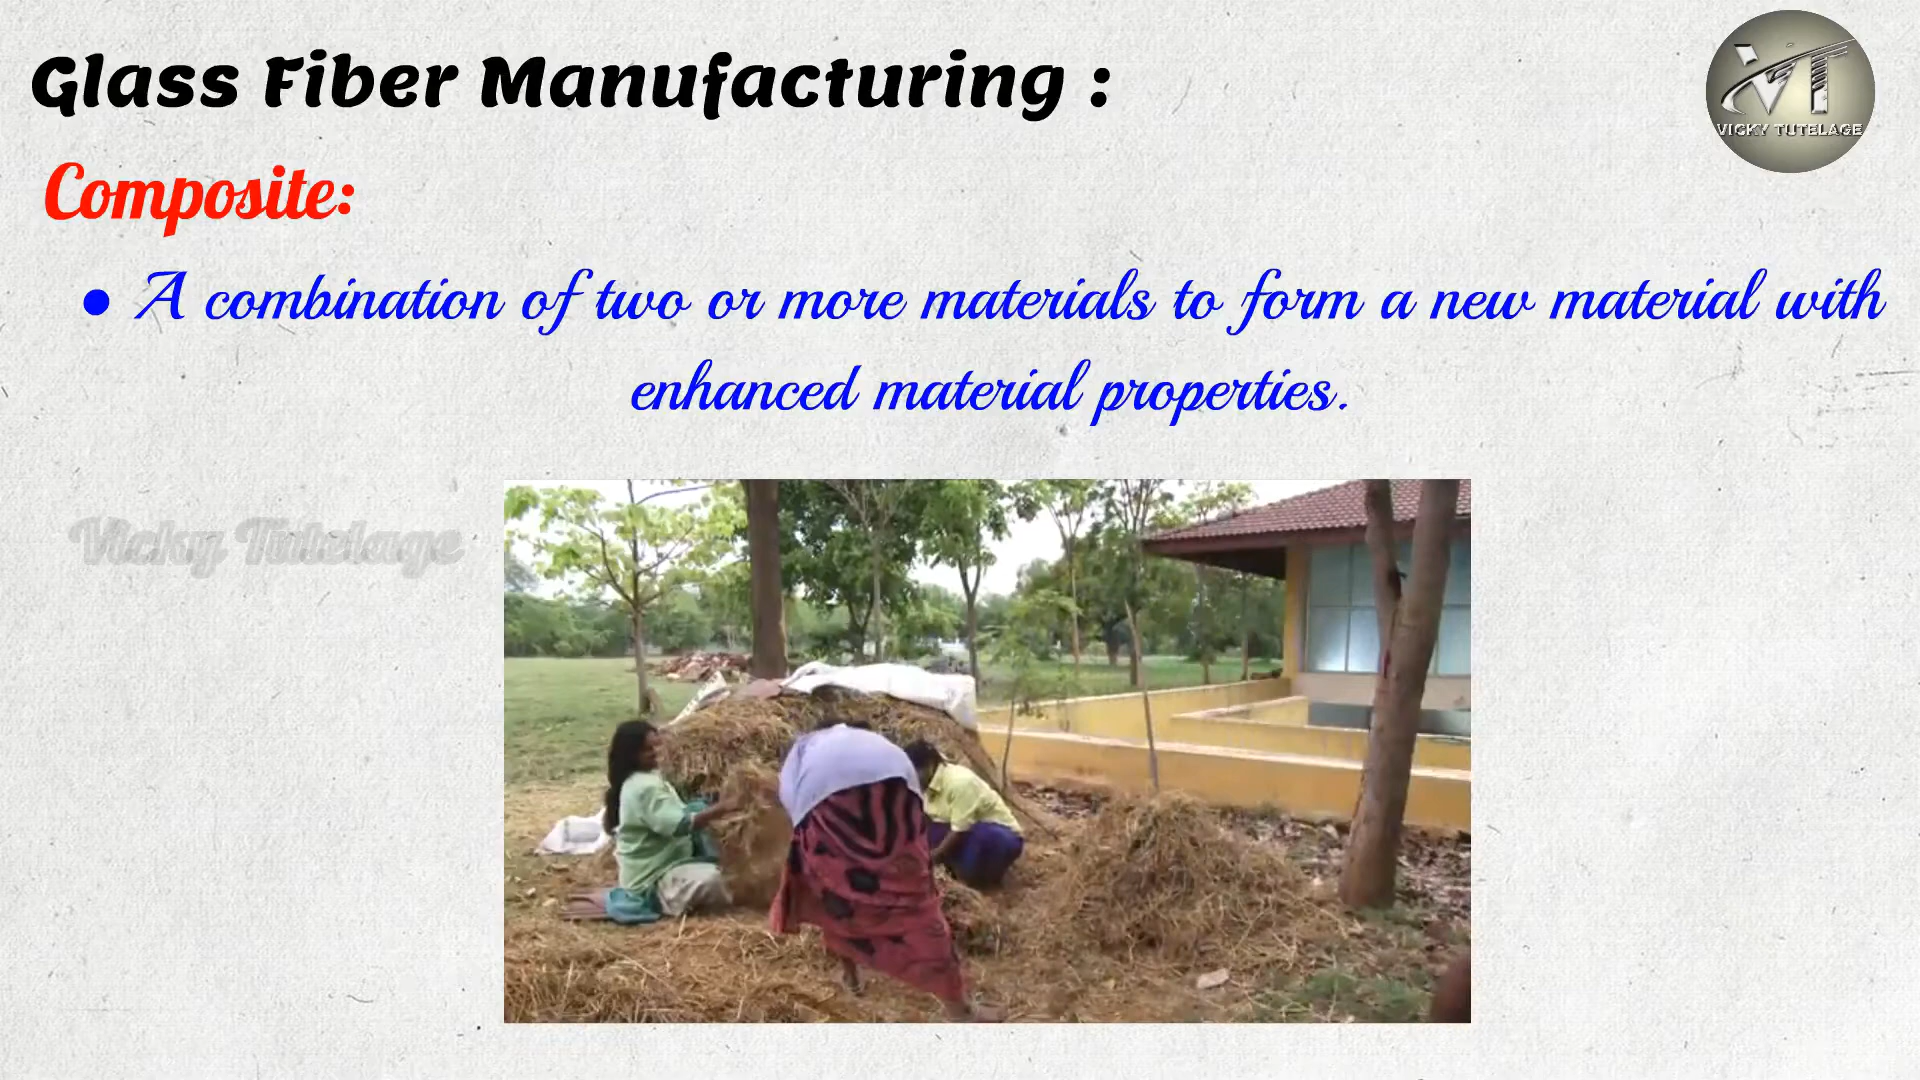 Glass Fiber Manufacturing :
VT
VICKY TUTELAGE
Composite:
• A combination of two or more materials to form a new material with
enhanced material properties.
Vicky Tutelage